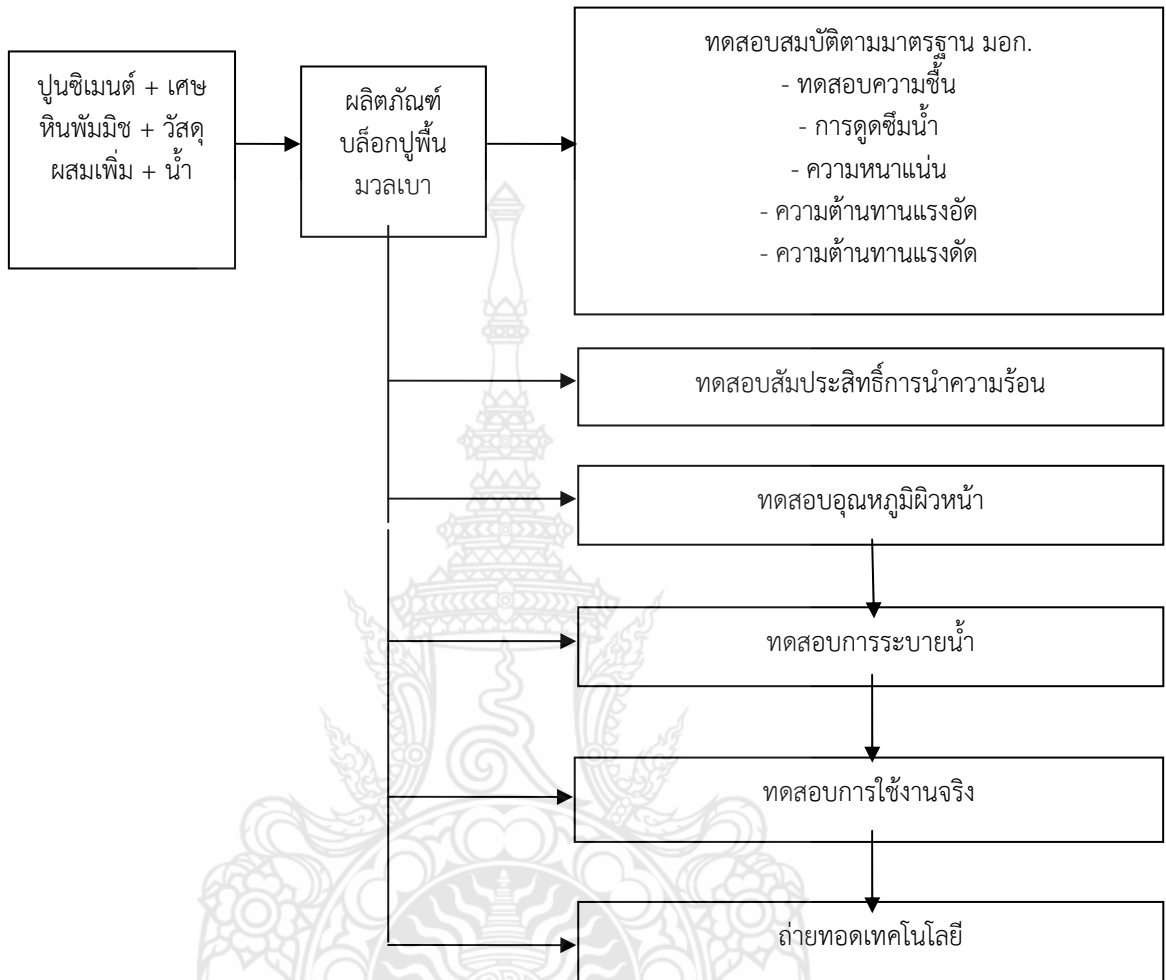 ปูนซิเมนต์ + เศษ
หินพัมมิช + วัสดุ
ผสมเพิ่ม + น้ำ
ผลิตภัณฑ์
บล็อกปูพื้น
มวลเบา
ทดสอบสมบัติตามมาตรฐาน มอก.
- ทดสอบความชื้น
- การดูดซึมน้ำ
- ความหนาแน่น
- ความต้านทานแรงอัด
- ความต้านทานแรงดัด
ทดสอบสัมประสิทธิ์การนำความร้อน
ทดสอบอุณหภูมิผิวหน้า
ทดสอบการระบายน้ำ
ทดสอบการใช้งานจริง
ถ่ายทอดเทคโนโลยี